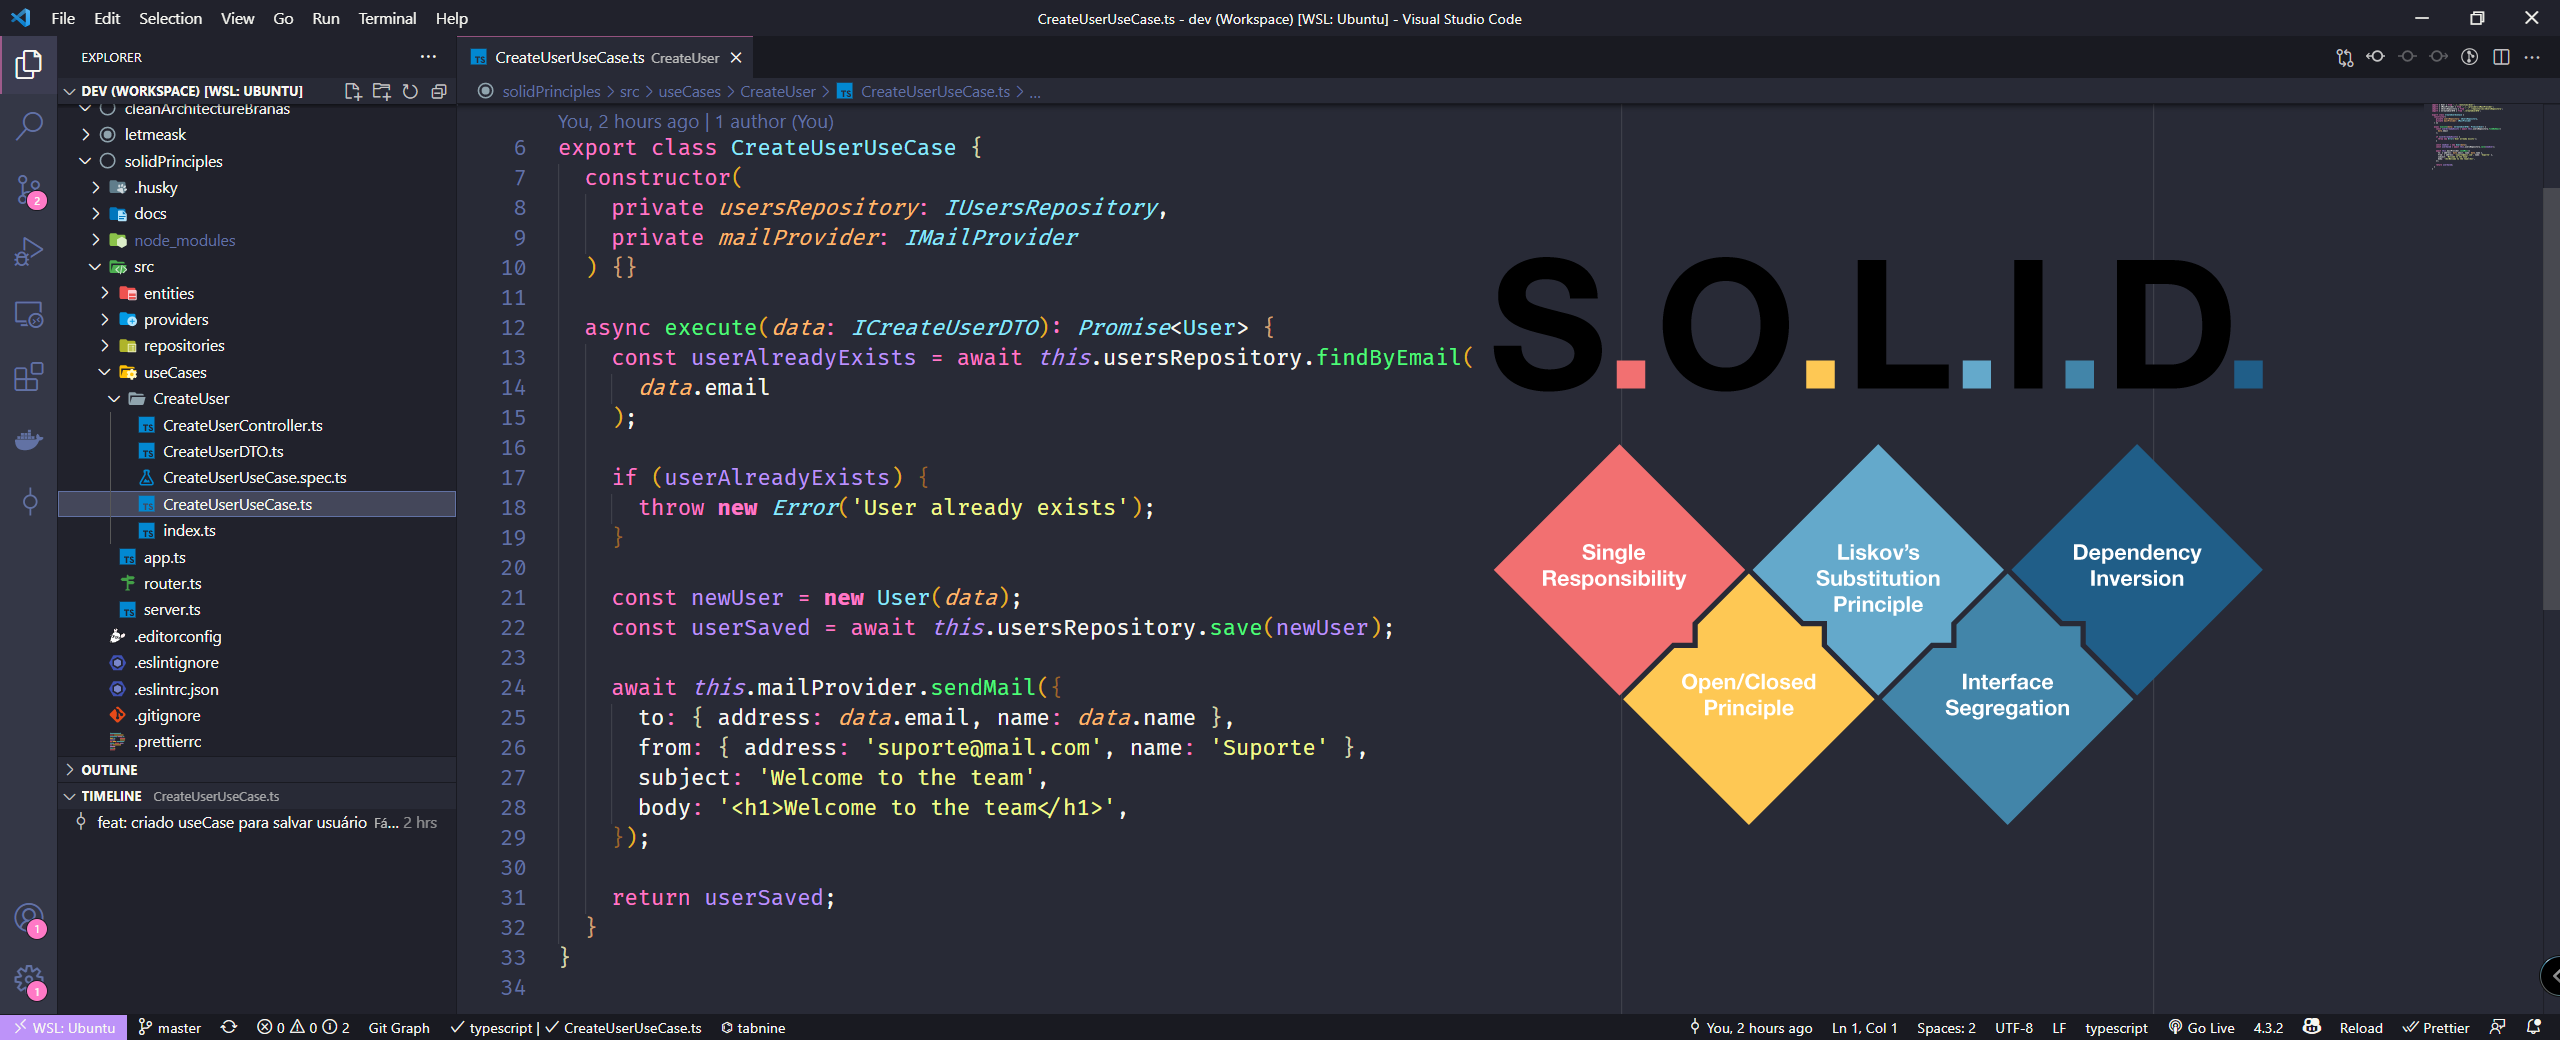 File Edit Selection View Go Run Terminal Help
CreateUserUseCase.ts - dev (Workspace) [WSL: Ubuntu] - Visual Studio Code
EXPLORER
DEV (WORKSPACE) [WSL: UBUNTU]
cleanArchitectureBranas
letmeask
solidPrinciples
.husky
docs
node_modules
src
entities
providers
repositories
useCases
CreateUser
TS CreateUserController.ts
TS CreateUserDTO.ts
CreateUserUseCase.spec.ts
TS CreateUserUseCase.ts
TS index.ts
TS app.ts
router.ts
TS server.ts
.editorconfig
.eslintignore
.eslintrc.json
.gitignore
.prettierrc
OUTLINE
TIMELINE CreateUserUseCase.ts
feat: criado useCase para salvar usuário Fá... 2 hrs
2
1
1
TS CreateUserUseCase.ts CreateUser
solidPrinciples > src > useCases > CreateUser > TS CreateUserUseCase.ts > ...
You, 2 hours ago | 1 author (You)
6 export class CreateUserUseCase {
7 constructor(
8 private usersRepository: IUsersRepository,
9 private mailProvider: IMailProvider
10 ) {}
11
12 async execute(data: ICreateUserDTO): Promise<User> {
13 const userAlreadyExists = await this.usersRepository.findByEmail(
14 data.email
15 );
16
17 if (userAlreadyExists) {
18 throw new Error('User already exists');
19 }
20
21 const newUser = new User(data);
22 const userSaved = await this.usersRepository.save(newUser);
23
24 await this.mailProvider.sendMail({
25 to: { address: data.email, name: data.name },
26 from: { address: 'suporte@mail.com', name: 'Suporte' },
27 subject: 'Welcome to the team',
28 body: '<h1>Welcome to the team</h1>',
29 });
30
31 return userSaved;
32 }
33 }
34
S.O.L.I.D.
Single
Responsibility
Open/Closed
Principle
Liskov's
Substitution
Principle
Interface
Segregation
Dependency
Inversion
WSL: Ubuntu master 0 0 2 Git Graph typescript | CreateUserUseCase.ts tabnine
You, 2 hours ago Ln 1, Col 1 Spaces: 2 UTF-8 LF typescript Go Live 4.3.2 Reload Prettier